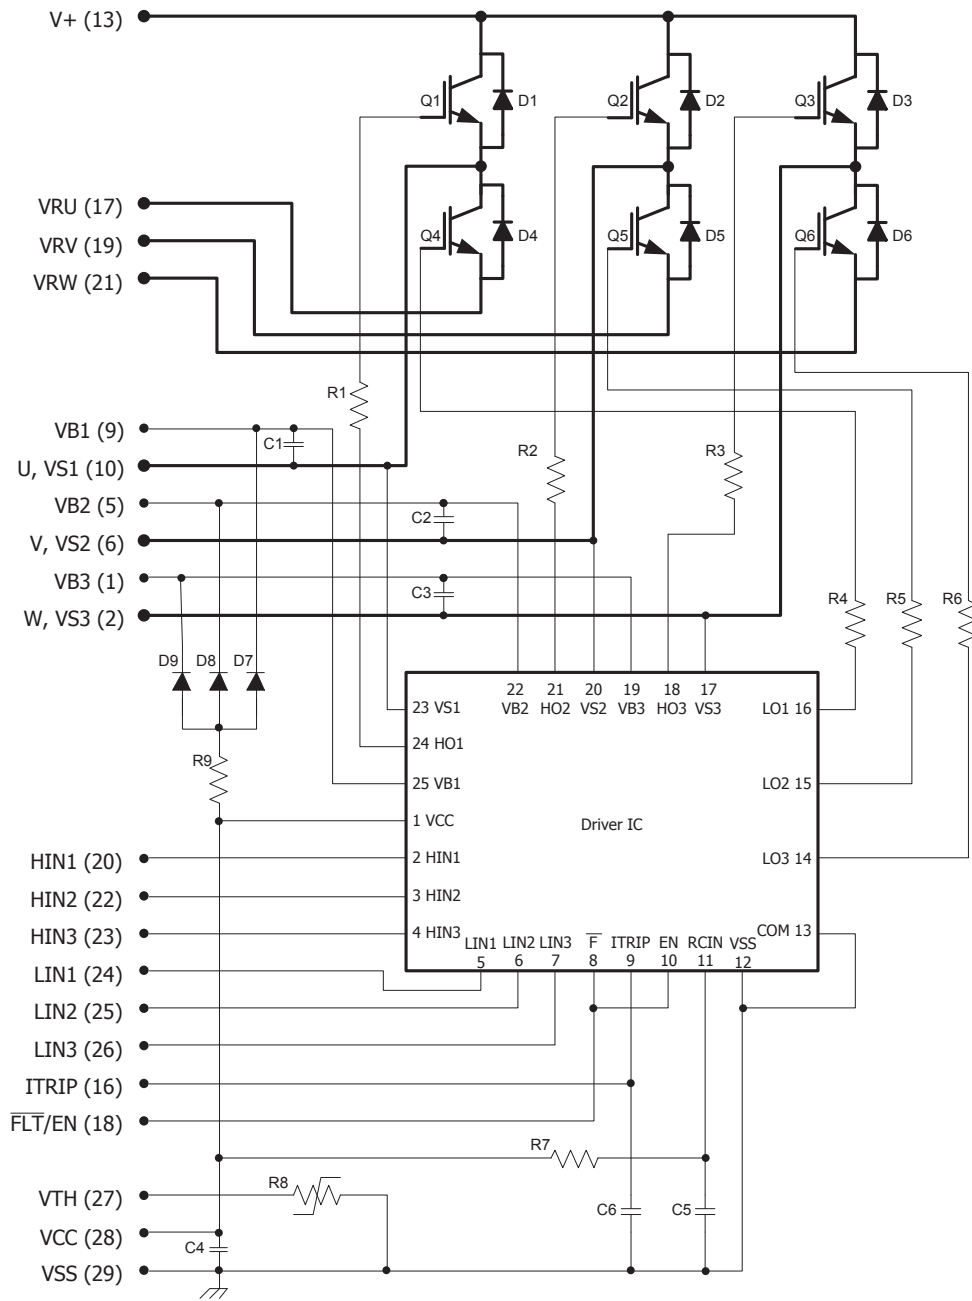 V+ (13)
Q1
D1
Q2
D2
Q3
D3
VRU (17)
VRV (19)
VRW (21)
Q4
D4
Q5
D5
Q6
D6
R1
VB1 (9)
C1
U, VS1 (10)
R2
R3
VB2 (5)
C2
V, VS2 (6)
VB3 (1)
C3
W, VS3 (2)
R4
R5
R6
D9
D8
D7
R9
22
VB2
21
HO2
20
VS2
19
VB3
18
HO3
17
VS3
23 VS1
24 HO1
25 VB1
1 VCC
2 HIN1
3 HIN2
4 HIN3
LO1 16
LO2 15
LO3 14
COM 13
Driver IC
LIN1
5
LIN2
6
LIN3
7
F̅
8
ITRIP
9
EN
10
RCIN
11
VSS
12
HIN1 (20)
HIN2 (22)
HIN3 (23)
LIN1 (24)
LIN2 (25)
LIN3 (26)
ITRIP (16)
F̅L̅T̅/EN (18)
R7
R8
VTH (27)
C6
C5
VCC (28)
C4
VSS (29)